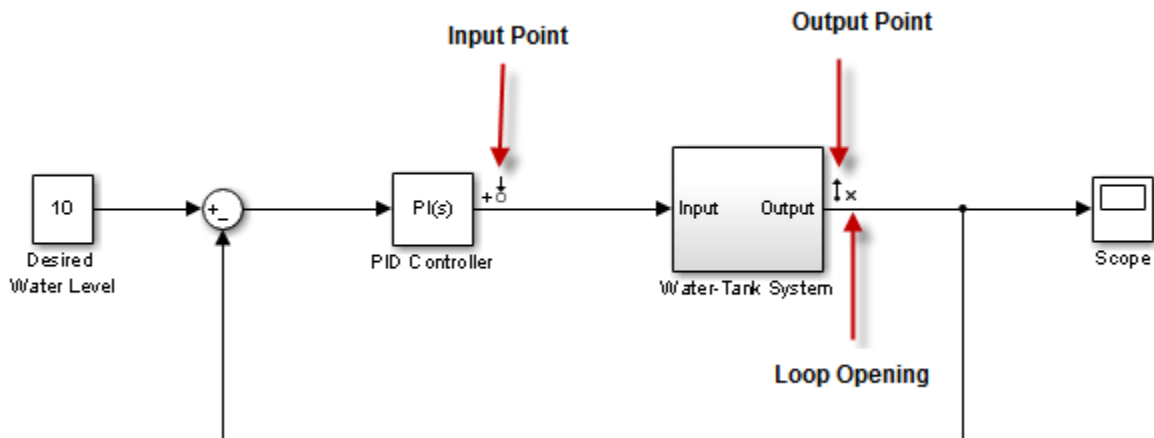 Input Point
Output Point
10
+
−
PI(s)
+
Input
Output
x
Desired
Water Level
PID Controller
Water-Tank System
Scope
Loop Opening